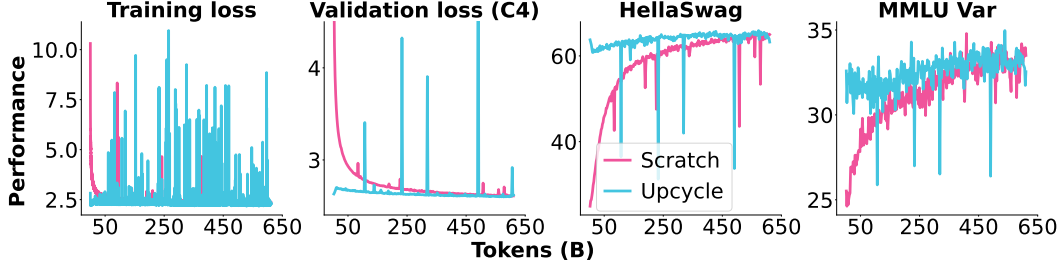 Training loss
Validation loss (C4)
HellaSwag
MMLU Var
Performance
10.0
7.5
5.0
2.5
50 250 450 650
4
3
50 250 450 650
60
40
Scratch
Upcycle
50 250 450 650
35
30
25
50 250 450 650
Tokens (B)